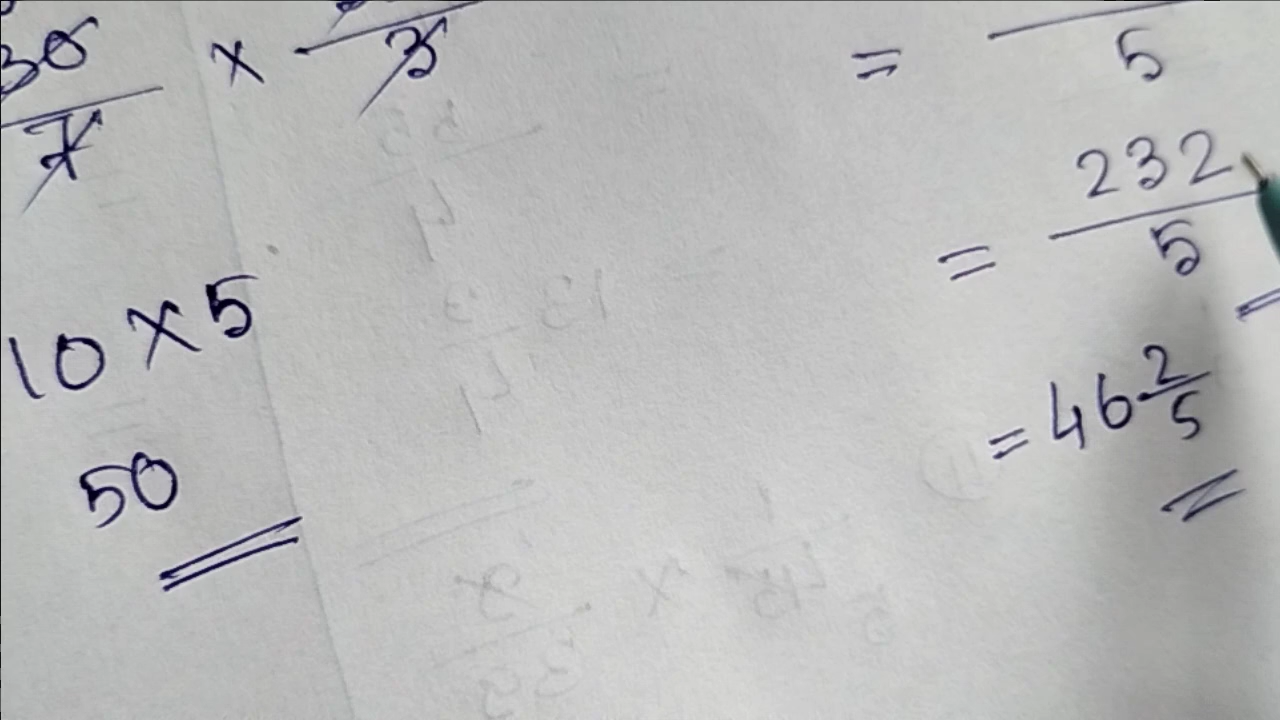 30/7 × /3
10 × 5
50
= /5
= 232/5
= 46 2/5